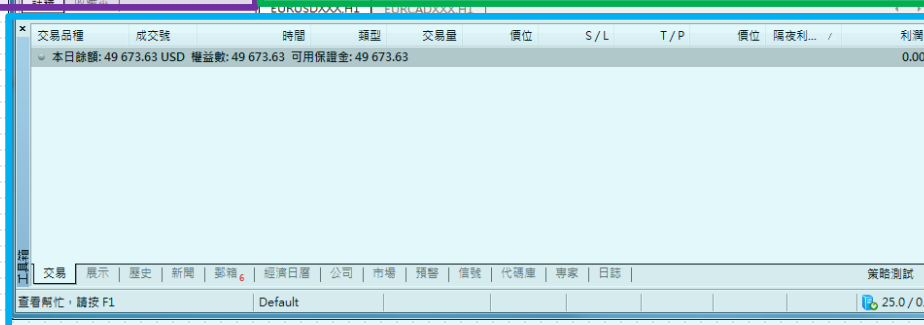 EURUSDXXX.H1 | EURCADXXX.H1
交易品種 成交號 時間 類型 交易量 價位 S / L T / P 價位 隔夜利... / 利潤
本日餘額: 49 673.63 USD 權益數: 49 673.63 可用保證金: 49 673.63 0.00
工具箱
交易 | 展示 | 歷史 | 新聞 | 郵箱 6 | 經濟日曆 | 公司 | 市場 | 預警 | 信號 | 代碼庫 | 專家 | 日誌 策略測試
查看幫忙，請按 F1 Default 25.0 / 0.